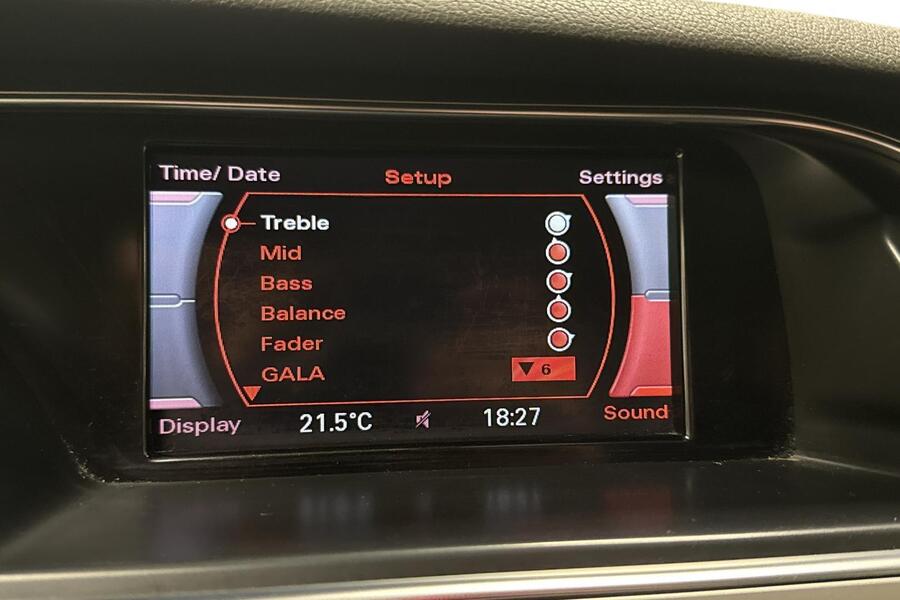 Time/ Date Setup Settings
Treble
Mid
Bass
Balance
Fader
GALA 6
Display 21.5°C 18:27 Sound